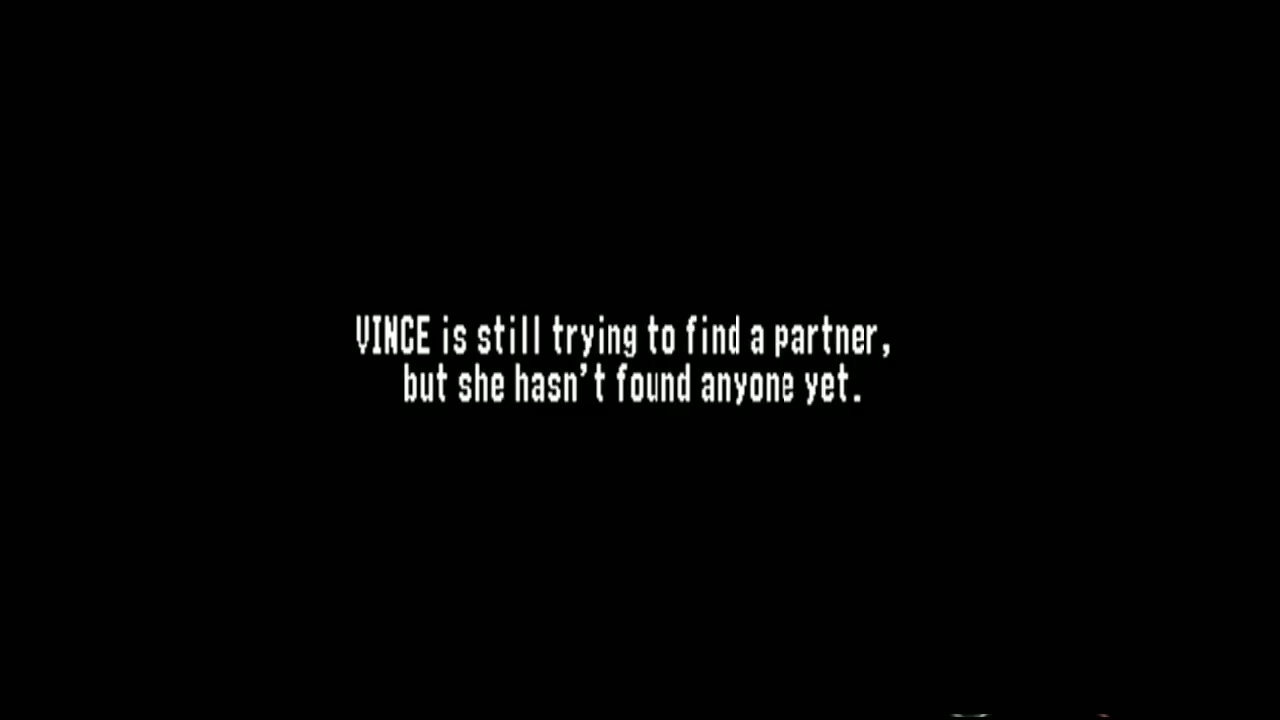 VINCE is still trying to find a partner,
but she hasn't found anyone yet.